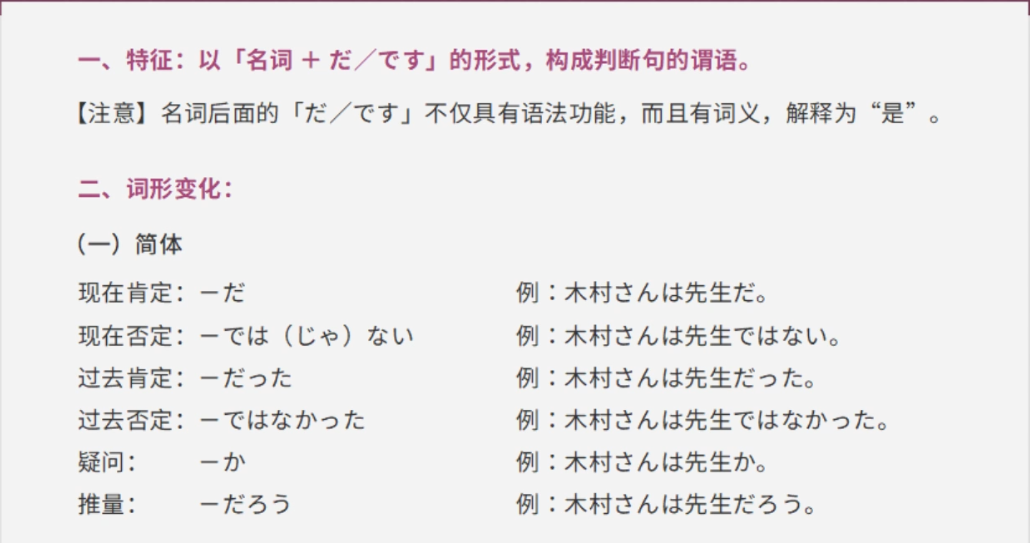 一、特征：以「名词 ＋ だ／です」的形式，构成判断句的谓语。
【注意】名词后面的「だ／です」不仅具有语法功能，而且有词义，解释为“是”。
二、词形变化：
（一）简体
现在肯定：－だ 例：木村さんは先生だ。
现在否定：－では（じゃ）ない 例：木村さんは先生ではない。
过去肯定：－だった 例：木村さんは先生だった。
过去否定：－ではなかった 例：木村さんは先生ではなかった。
疑问： －か 例：木村さんは先生か。
推量： －だろう 例：木村さんは先生だろう。